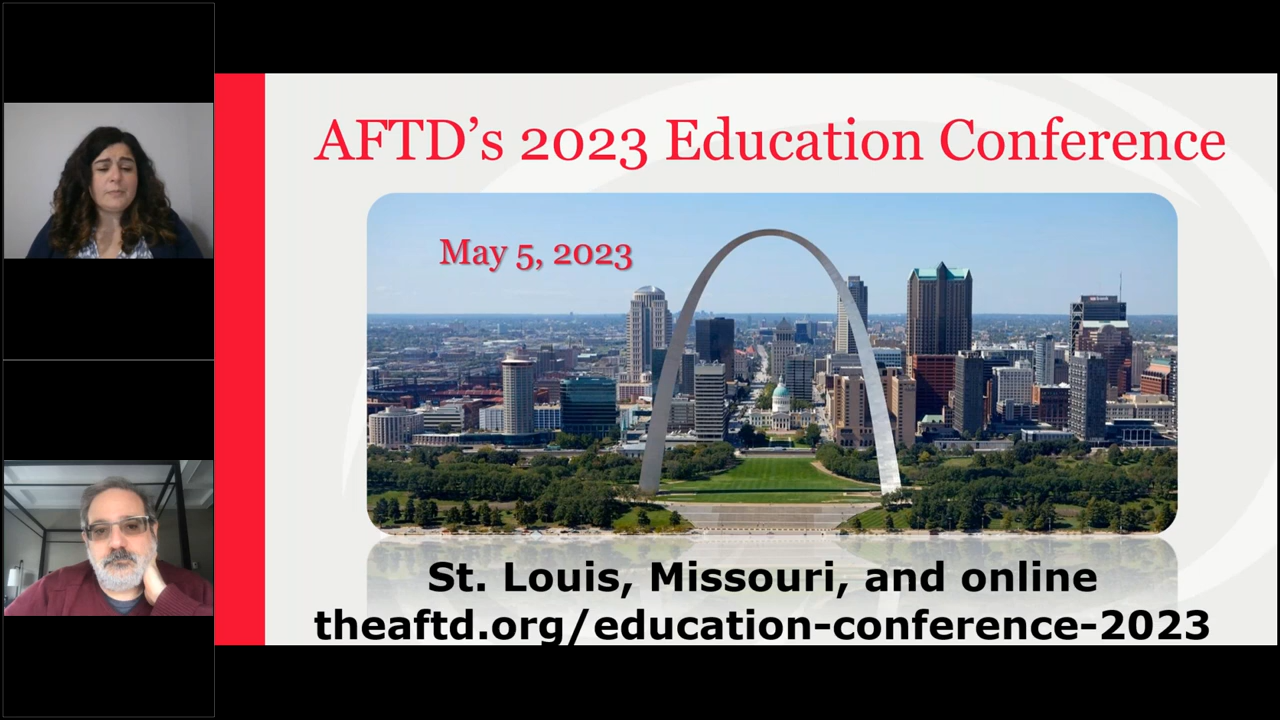 AFTD’s 2023 Education Conference
May 5, 2023
St. Louis, Missouri, and online
theaftd.org/education-conference-2023